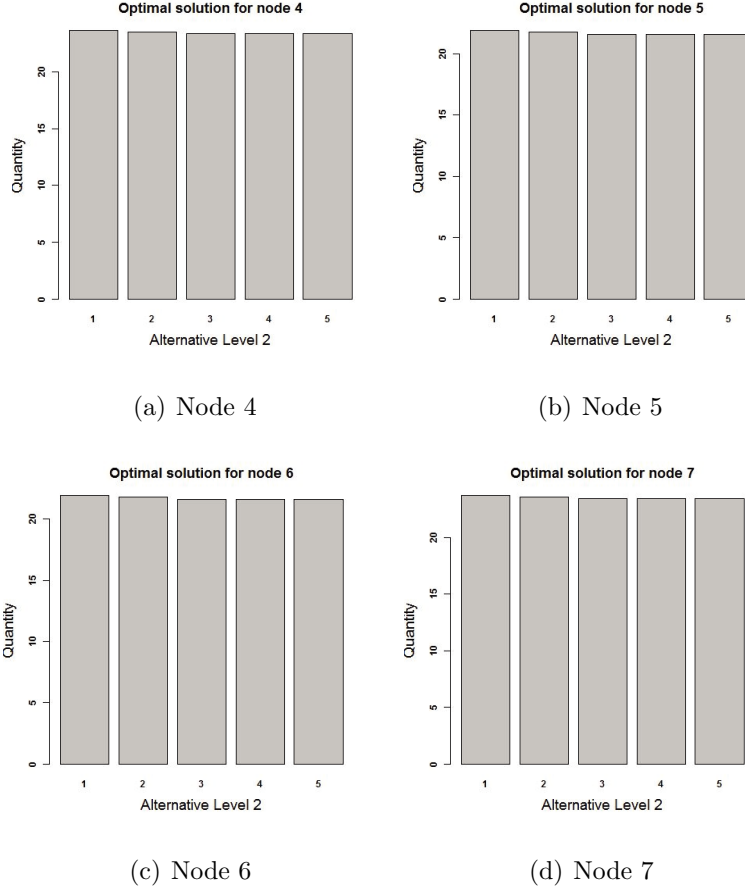 Optimal solution for node 4
Quantity
20
15
10
5
0
1 2 3 4 5
Alternative Level 2
(a) Node 4
Optimal solution for node 5
Quantity
20
15
10
5
0
1 2 3 4 5
Alternative Level 2
(b) Node 5
Optimal solution for node 6
Quantity
20
15
10
5
0
1 2 3 4 5
Alternative Level 2
(c) Node 6
Optimal solution for node 7
Quantity
20
15
10
5
0
1 2 3 4 5
Alternative Level 2
(d) Node 7